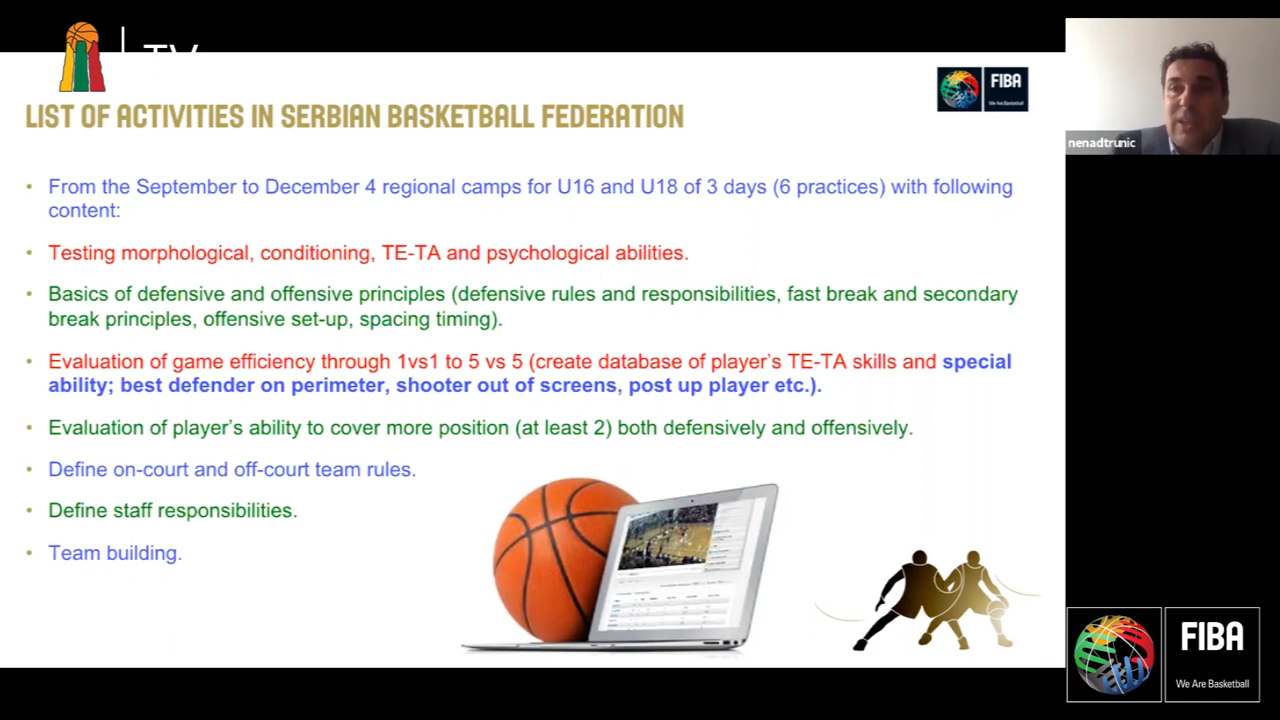 TV
FIBA
We Are Basketball
nenadtrunic
LIST OF ACTIVITIES IN SERBIAN BASKETBALL FEDERATION
• From the September to December 4 regional camps for U16 and U18 of 3 days (6 practices) with following
content:
• Testing morphological, conditioning, TE-TA and psychological abilities.
• Basics of defensive and offensive principles (defensive rules and responsibilities, fast break and secondary
break principles, offensive set-up, spacing timing).
• Evaluation of game efficiency through 1vs1 to 5 vs 5 (create database of player's TE-TA skills and special
ability; best defender on perimeter, shooter out of screens, post up player etc.).
• Evaluation of player's ability to cover more position (at least 2) both defensively and offensively.
• Define on-court and off-court team rules.
• Define staff responsibilities.
• Team building.
FIBA
We Are Basketball